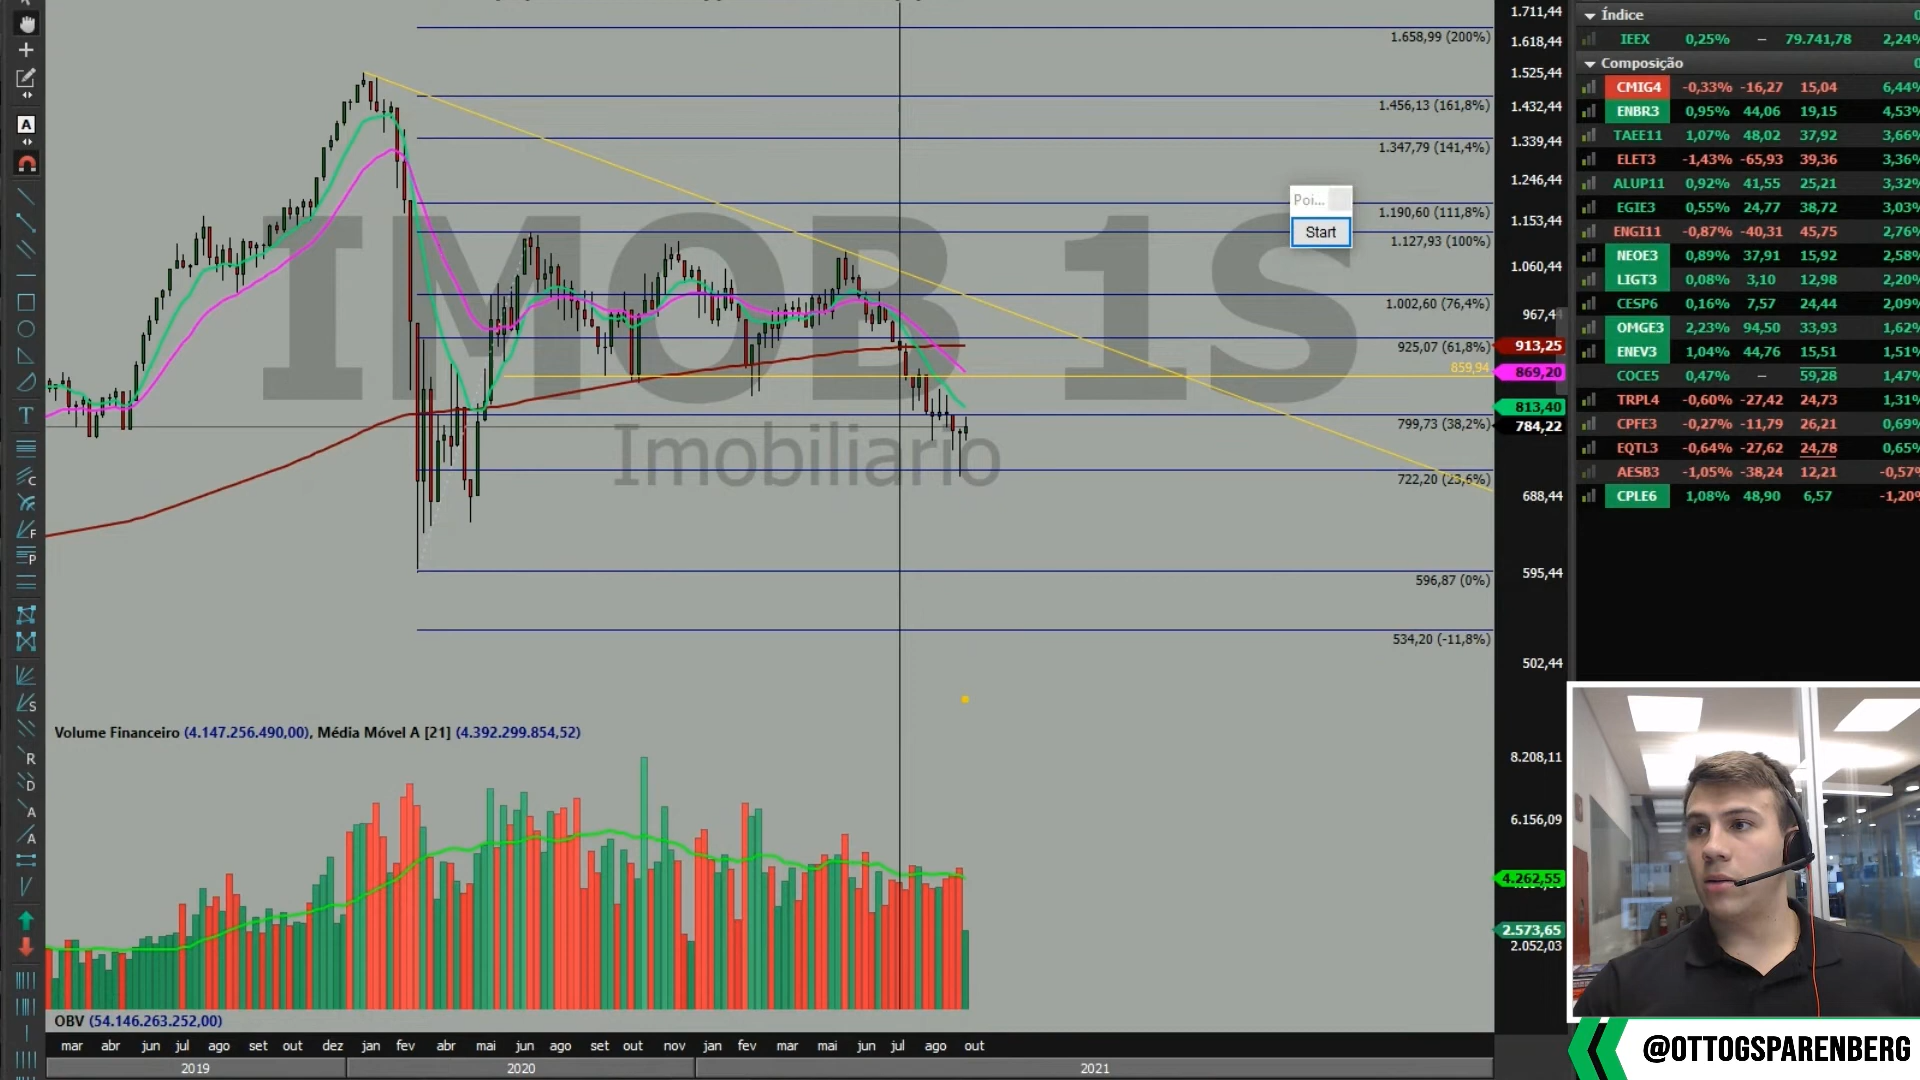 IMOB 1S
Imobiliario
1.658,99 (200%)
1.456,13 (161,8%)
1.347,79 (141,4%)
1.190,60 (111,8%)
1.127,93 (100%)
1.002,60 (76,4%)
925,07 (61,8%)
859,94
799,73 (38,2%)
722,20 (23,6%)
596,87 (0%)
534,20 (-11,8%)
1.711,44
1.618,44
1.525,44
1.432,44
1.339,44
1.246,44
1.153,44
1.060,44
967,44
913,25
869,20
813,40
784,22
688,44
595,44
502,44
Poi...
Start
Volume Financeiro (4.147.256.490,00), Média Móvel A [21] (4.392.299.854,52)
8.208,11
6.156,09
4.262,55
2.573,65
2.052,03
OBV (54.146.263.252,00)
mar abr jun jul ago set out dez jan fev abr mai jun ago set out nov jan fev mar mai jun jul ago out
2019 2020 2021
Índice
IEEX 0,25% – 79.741,78 2,24%
Composição
CMIG4 -0,33% -16,27 15,04 6,44%
ENBR3 0,95% 44,06 19,15 4,53%
TAEE11 1,07% 48,02 37,92 3,66%
ELET3 -1,43% -65,93 39,36 3,36%
ALUP11 0,92% 41,55 25,21 3,32%
EGIE3 0,55% 24,77 38,72 3,03%
ENGI11 -0,87% -40,31 45,75 2,76%
NEOE3 0,89% 37,91 15,92 2,58%
LIGT3 0,08% 3,10 12,98 2,20%
CESP6 0,16% 7,57 24,44 2,09%
OMGE3 2,23% 94,50 33,93 1,62%
ENEV3 1,04% 44,76 15,51 1,51%
COCE5 0,47% – 59,28 1,47%
TRPL4 -0,60% -27,42 24,73 1,31%
CPFE3 -0,27% -11,79 26,21 0,69%
EQTL3 -0,64% -27,62 24,78 0,65%
AESB3 -1,05% -38,24 12,21 -0,57%
CPLE6 1,08% 48,90 6,57 -1,20%
@OTTOGSPARENBERG